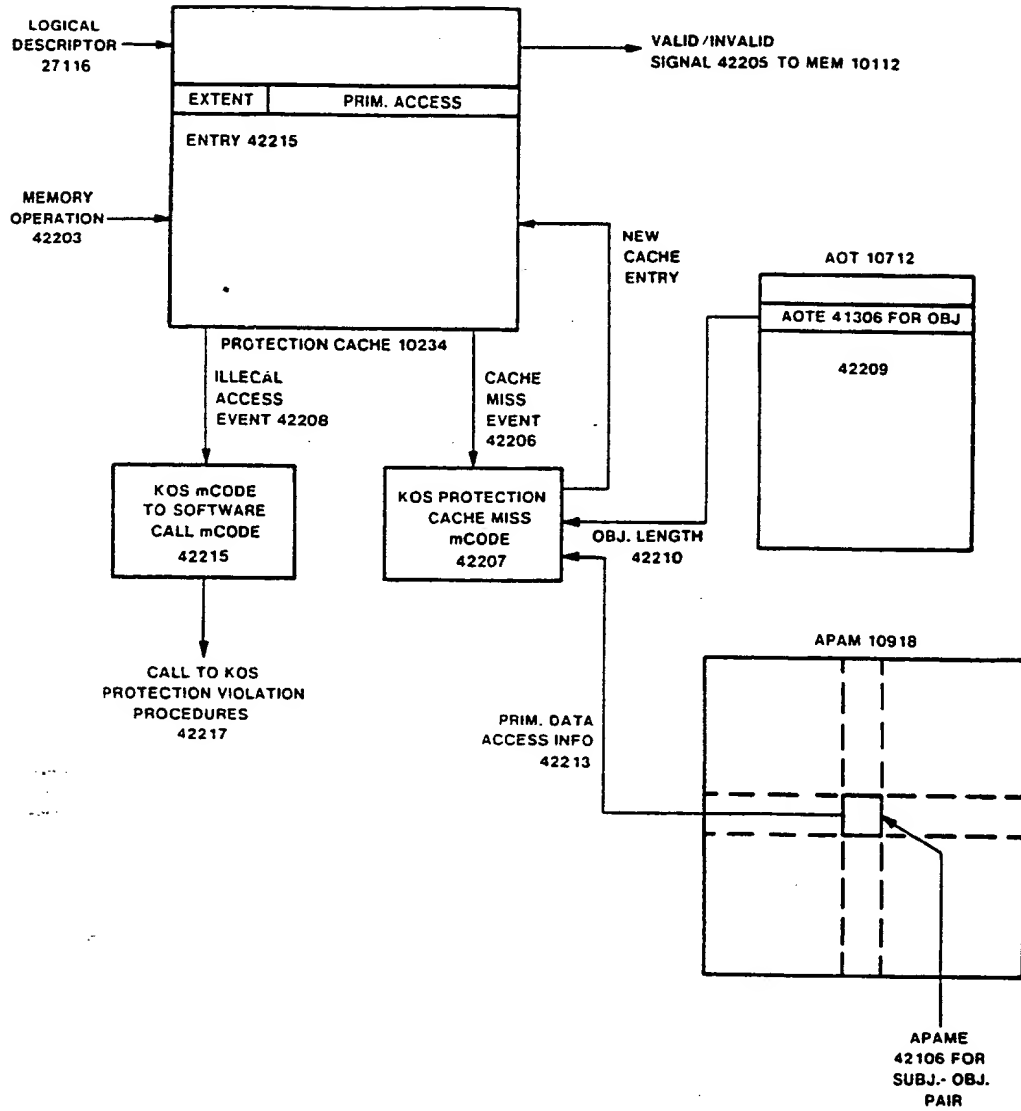 LOGICAL
DESCRIPTOR
27116
VALID/INVALID
SIGNAL 42205 TO MEM 10112
EXTENT
PRIM. ACCESS
ENTRY 42215
MEMORY
OPERATION
42203
NEW
CACHE
ENTRY
AOT 10712
AOTE 41306 FOR OBJ
42209
PROTECTION CACHE 10234
ILLECAL
ACCESS
EVENT 42208
CACHE
MISS
EVENT
42206
KOS mCODE
TO SOFTWARE
CALL mCODE
42215
KOS PROTECTION
CACHE MISS
mCODE
42207
OBJ. LENGTH
42210
CALL TO KOS
PROTECTION VIOLATION
PROCEDURES
42217
APAM 10918
PRIM. DATA
ACCESS INFO
42213
APAME
42106 FOR
SUBJ.- OBJ.
PAIR